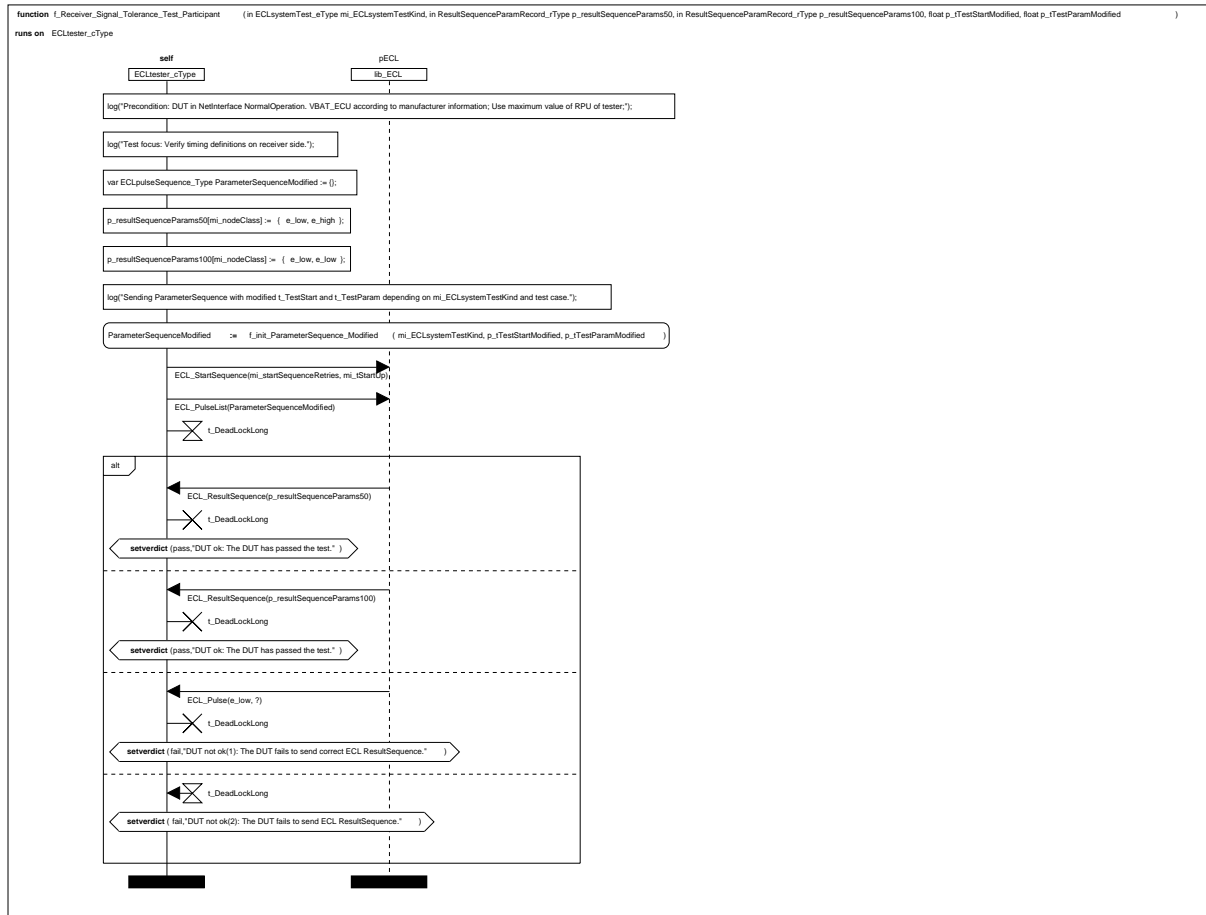 function f_Receiver_Signal_Tolerance_Test_Participant ( in ECLsystemTest_eType mi_ECLsystemTestKind, in ResultSequenceParamRecord_rType p_resultSequenceParams50, in ResultSequenceParamRecord_rType p_resultSequenceParams100, float p_tTestStartModified, float p_tTestParamModified )
runs on ECLtester_cType
self pECL
ECLtester_cType lib_ECL
log("Precondition: DUT in NetInterface NormalOperation. VBAT_ECU according to manufacturer information; Use maximum value of RPU of tester;");
log("Test focus: Verify timing definitions on receiver side.");
var ECLpulseSequence_Type ParameterSequenceModified := {};
p_resultSequenceParams50[mi_nodeClass] := { e_low, e_high };
p_resultSequenceParams100[mi_nodeClass] := { e_low, e_low };
log("Sending ParameterSequence with modified t_TestStart and t_TestParam depending on mi_ECLsystemTestKind and test case.");
ParameterSequenceModified := f_init_ParameterSequence_Modified ( mi_ECLsystemTestKind, p_tTestStartModified, p_tTestParamModified )
ECL_StartSequence(mi_startSequenceRetries, mi_tStartUp)
ECL_PulseList(ParameterSequenceModified)
t_DeadLockLong
alt
ECL_ResultSequence(p_resultSequenceParams50)
t_DeadLockLong
setverdict (pass,"DUT ok: The DUT has passed the test." )
ECL_ResultSequence(p_resultSequenceParams100)
t_DeadLockLong
setverdict (pass,"DUT ok: The DUT has passed the test." )
ECL_Pulse(e_low, ?)
t_DeadLockLong
setverdict ( fail,"DUT not ok(1): The DUT fails to send correct ECL ResultSequence." )
t_DeadLockLong
setverdict ( fail,"DUT not ok(2): The DUT fails to send ECL ResultSequence." )